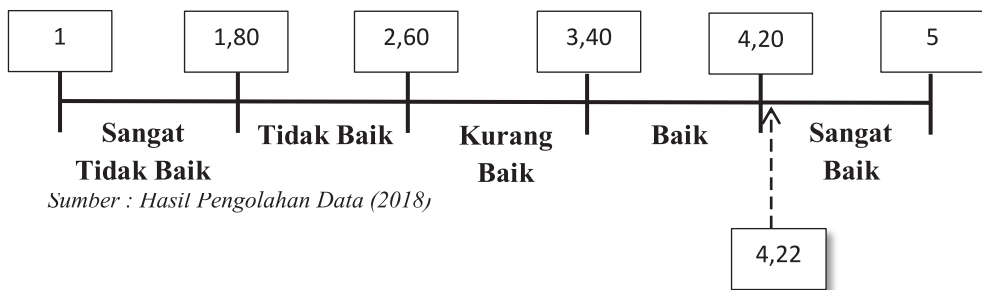 1 1,80 2,60 3,40 4,20 5
Sangat Tidak Baik Kurang Baik Sangat
Tidak Baik Baik Baik
Sumber : Hasil Pengolahan Data (2018)
4,22